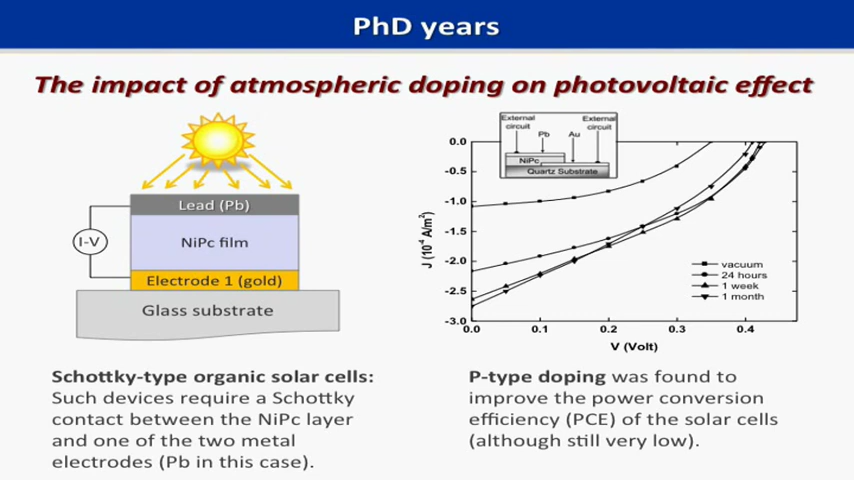 PhD years
The impact of atmospheric doping on photovoltaic effect
Lead (Pb)
I-V
NiPc film
Electrode 1 (gold)
Glass substrate
External circuit
Pb
Au
External circuit
NiPc
Quartz Substrate
0.0
-0.5
-1.0
-1.5
-2.0
-2.5
-3.0
J (10⁻⁴ A/m²)
vacuum
24 hours
1 week
1 month
0.0 0.1 0.2 0.3 0.4
V (Volt)
Schottky-type organic solar cells:
Such devices require a Schottky
contact between the NiPc layer
and one of the two metal
electrodes (Pb in this case).
P-type doping was found to
improve the power conversion
efficiency (PCE) of the solar cells
(although still very low).